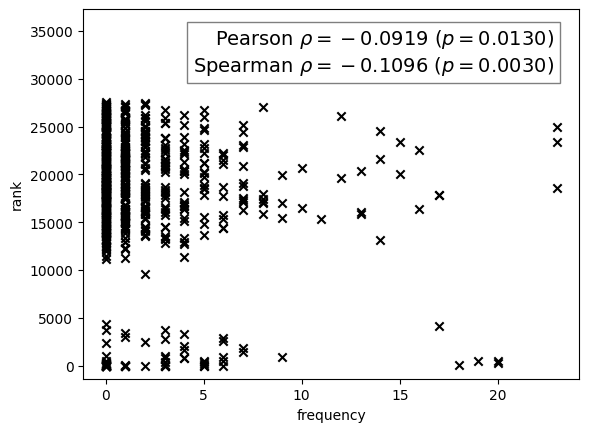 Pearson ρ = −0.0919 (p = 0.0130)
Spearman ρ = −0.1096 (p = 0.0030)
35000
30000
25000
20000
15000
10000
5000
0
rank
0 5 10 15 20
frequency